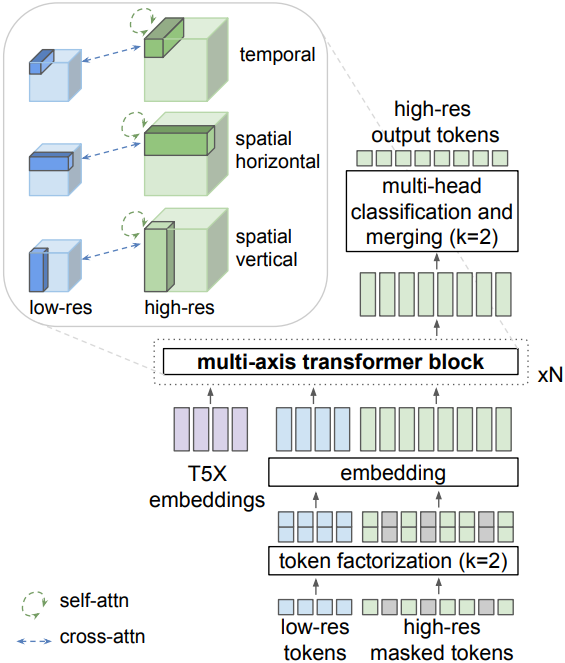 temporal
spatial
horizontal
spatial
vertical
low-res
high-res
high-res
output tokens
multi-head
classification and
merging (k=2)
multi-axis transformer block
xN
T5X
embeddings
embedding
token factorization (k=2)
self-attn
cross-attn
low-res
tokens
high-res
masked tokens